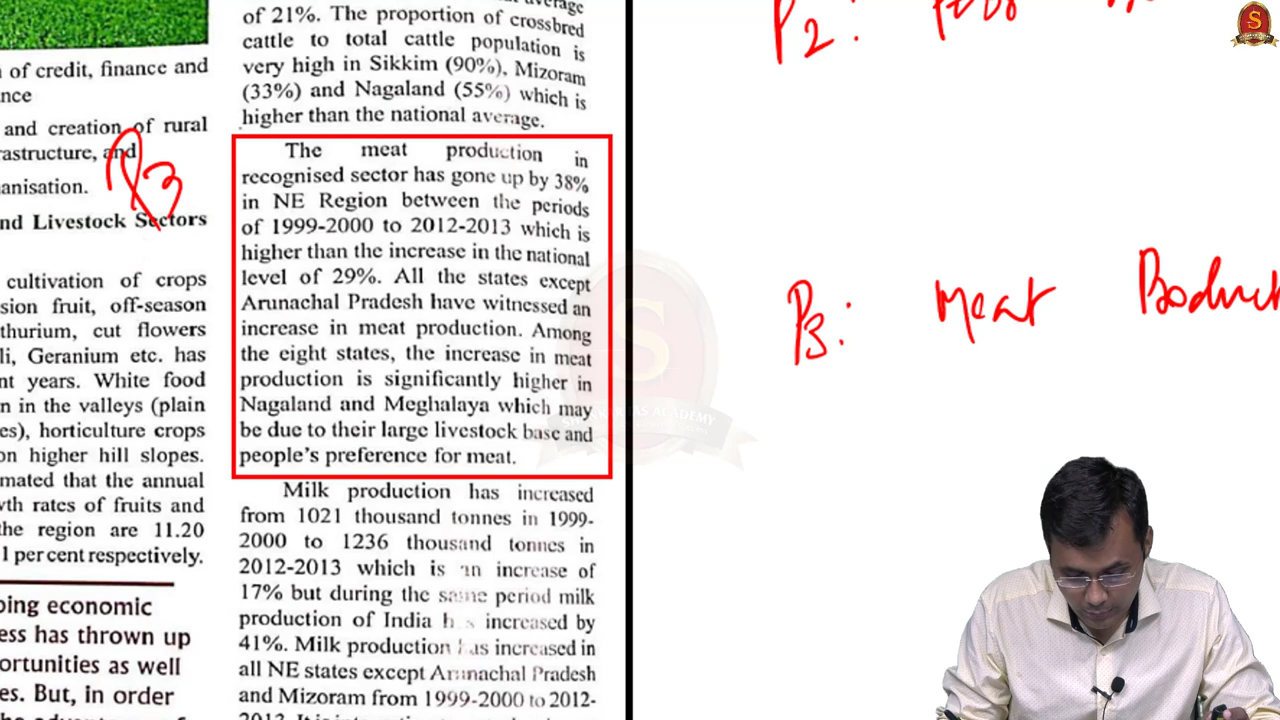 n of credit, finance and
nce
and creation of rural
rastructure, and
anisation.
nd Livestock Sectors
cultivation of crops
sion fruit, off-season
thurium, cut flowers
li, Geranium etc. has
nt years. White food
n in the valleys (plain
es), horticulture crops
on higher hill slopes.
mated that the annual
wth rates of fruits and
the region are 11.20
1 per cent respectively.
ping economic
ess has thrown up
ortunities as well
es. But, in order
P3
average
of 21%. The proportion of crossbred
cattle to total cattle population is
very high in Sikkim (90%), Mizoram
(33%) and Nagaland (55%) which is
higher than the national average.
The meat production in
recognised sector has gone up by 38%
in NE Region between the periods
of 1999-2000 to 2012-2013 which is
higher than the increase in the national
level of 29%. All the states except
Arunachal Pradesh have witnessed an
increase in meat production. Among
the eight states, the increase in meat
production is significantly higher in
Nagaland and Meghalaya which may
be due to their large livestock base and
people's preference for meat.
Milk production has increased
from 1021 thousand tonnes in 1999-
2000 to 1236 thousand tonnes in
2012-2013 which is an increase of
17% but during the same period milk
production of India has increased by
41%. Milk production has increased in
all NE states except Arunachal Pradesh
and Mizoram from 1999-2000 to 2012-
P2:
P3: Meat Product
S
SHANKAR IAS ACADEMY